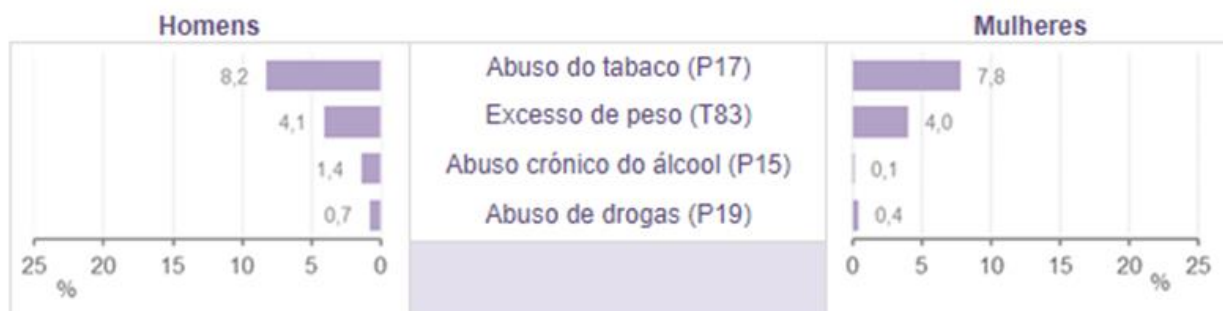 Homens
Mulheres
8,2
Abuso do tabaco (P17)
7,8
4,1
Excesso de peso (T83)
4,0
1,4
Abuso crónico do álcool (P15)
0,1
0,7
Abuso de drogas (P19)
0,4
25 20 15 10 5 0
%
0 5 10 15 20 25
%